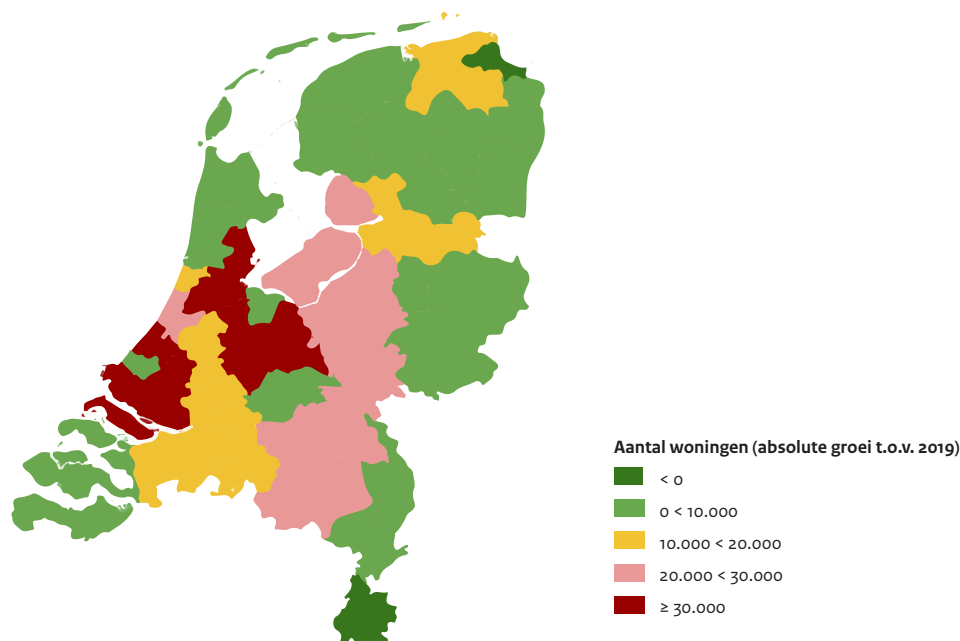 Aantal woningen (absolute groei t.o.v. 2019)
< 0
0 < 10.000
10.000 < 20.000
20.000 < 30.000
≥ 30.000